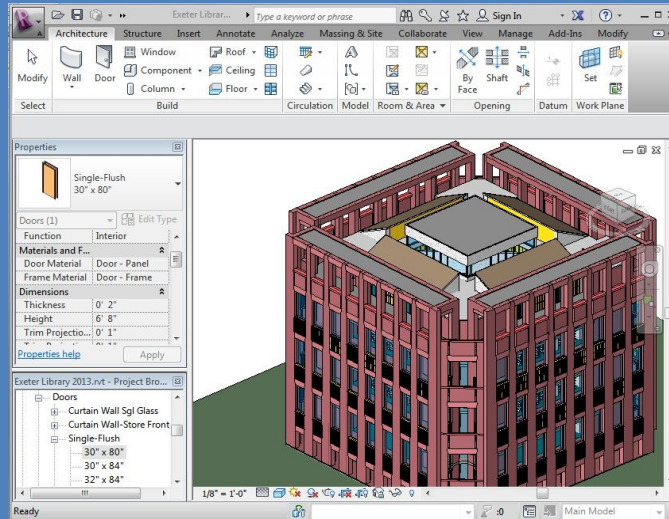 Exeter Librar... Type a keyword or phrase Sign In
Architecture Structure Insert Annotate Analyze Massing & Site Collaborate View Manage Add-Ins Modify
Modify Wall Door Window Component Column Roof Ceiling Floor By Face Shaft Set
Select Build Circulation Model Room & Area Opening Datum Work Plane
Properties
Single-Flush
30" x 80"
Doors (1) Edit Type
Function Interior
Materials and F...
Door Material Door - Panel
Frame Material Door - Frame
Dimensions
Thickness 0' 2"
Height 6' 8"
Trim Projectio... 0' 1"
Properties help Apply
Exeter Library 2013.rvt - Project Bro...
Doors
Curtain Wall Sgl Glass
Curtain Wall-Store Front
Single-Flush
30" x 80"
30" x 84"
32" x 84"
1/8" = 1'-0"
Ready :0 Main Model